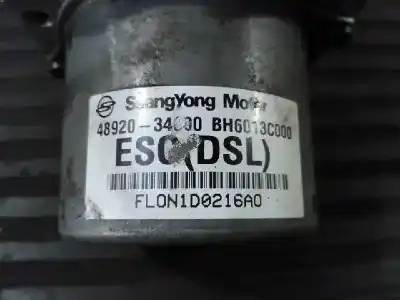 SsangYong Motor
48920-34000 BH6013C000
ESC(DSL)
FLON1D0216A0